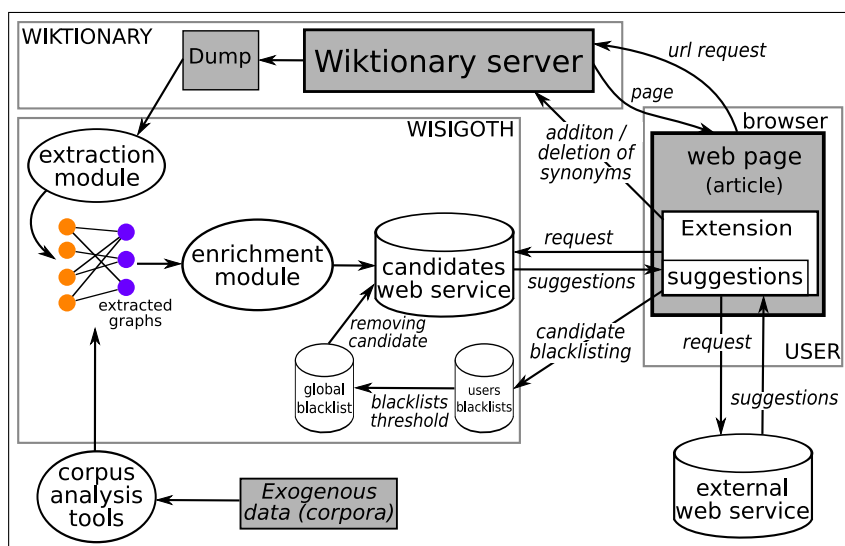 WIKTIONARY
Dump
Wiktionary server
url request
page
browser
web page
(article)
WISIGOTH
additon /
deletion of
synonyms
extraction
module
Extension
request
enrichment
module
candidates
web service
suggestions
suggestions
extracted
graphs
removing
candidate
candidate
blacklisting
request
USER
global
blacklist
blacklists
threshold
users
blacklists
suggestions
corpus
analysis
tools
Exogenous
data (corpora)
external
web service